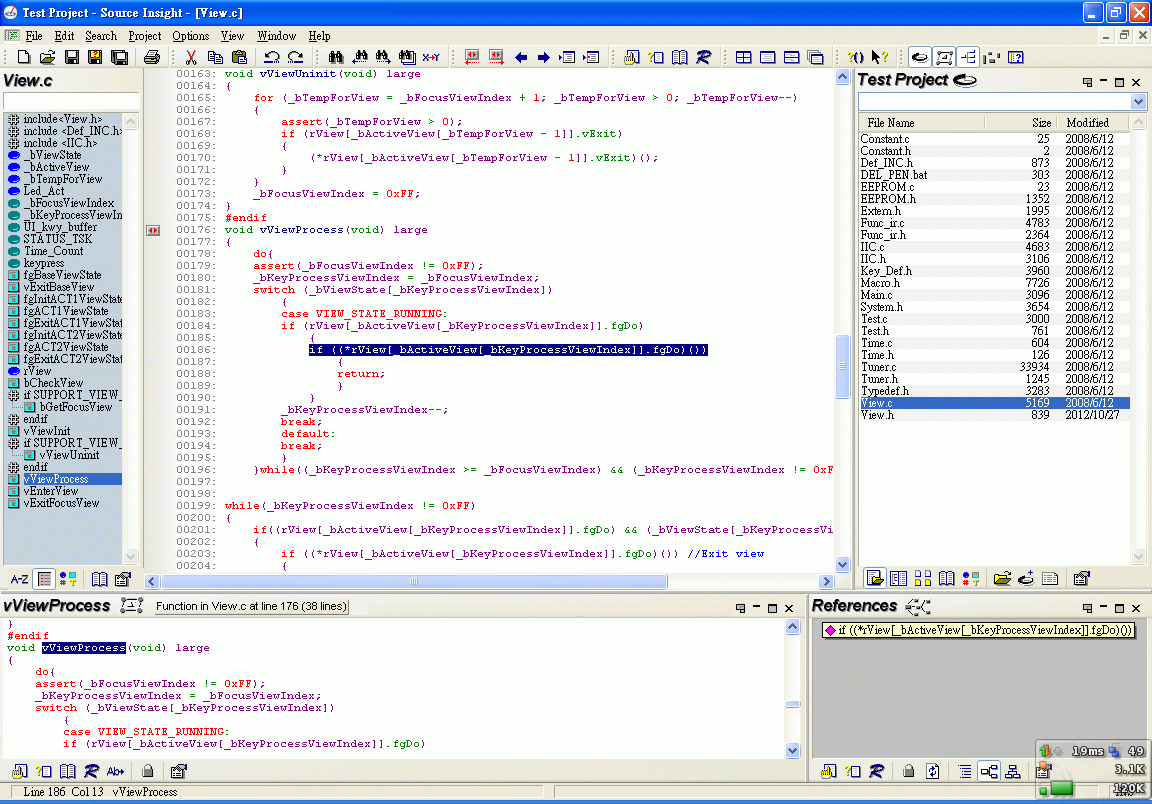 Test Project - Source Insight - [View.c]
File Edit Search Project Options View Window Help
View.c
include<View.h>
include <Def_INC.h>
include <IIC.h>
_bViewState
_bActiveView
_bTempForView
Led_Act
_bFocusViewIndex
_bKeyProcessViewIn
UI_kwy_buffer
STATUS_TSK
Time_Count
keypress
fgBaseViewState
vExitBaseView
fgInitACT1ViewState
fgACT1ViewState
fgExitACT1ViewStat
fgInitACT2ViewState
fgACT2ViewState
fgExitACT2ViewStat
rView
bCheckView
if SUPPORT_VIEW_
bGetFocusView
endif
vViewInit
if SUPPORT_VIEW_
vViewUninit
endif
vViewProcess
vEnterView
vExitFocusView
A-Z
00163: void vViewUninit(void) large
00164: {
00165: for (_bTempForView = _bFocusViewIndex + 1; _bTempForView > 0; _bTempForView--)
00166: {
00167: assert(_bTempForView > 0);
00168: if (rView[_bActiveView[_bTempForView - 1]].vExit)
00169: {
00170: (*rView[_bActiveView[_bTempForView - 1]].vExit)();
00171: }
00172: }
00173: _bFocusViewIndex = 0xFF;
00174: }
00175: #endif
00176: void vViewProcess(void) large
00177: {
00178: do{
00179: assert(_bFocusViewIndex != 0xFF);
00180: _bKeyProcessViewIndex = _bFocusViewIndex;
00181: switch (_bViewState[_bKeyProcessViewIndex])
00182: {
00183: case VIEW_STATE_RUNNING:
00184: if (rView[_bActiveView[_bKeyProcessViewIndex]].fgDo)
00185: {
00186: if ((*rView[_bActiveView[_bKeyProcessViewIndex]].fgDo)())
00187: {
00188: return;
00189: }
00190: }
00191: _bKeyProcessViewIndex--;
00192: break;
00193: default:
00194: break;
00195: }
00196: }while((_bKeyProcessViewIndex >= _bFocusViewIndex) && (_bKeyProcessViewIndex != 0xF
00197:
00198:
00199: while(_bKeyProcessViewIndex != 0xFF)
00200: {
00201: if((rView[_bActiveView[_bKeyProcessViewIndex]].fgDo) && (_bViewState[_bKeyProcessVi
00202: {
00203: if ((*rView[_bActiveView[_bKeyProcessViewIndex]].fgDo)()) //Exit view
00204: {
Test Project
File Name Size Modified
Constant.c 25 2008/6/12
Constant.h 2 2008/6/12
Def_INC.h 873 2008/6/12
DEL_PEN.bat 303 2008/6/12
EEPROM.c 23 2008/6/12
EEPROM.h 1352 2008/6/12
Extern.h 1995 2008/6/12
Func_ir.c 4783 2008/6/12
Func_ir.h 2364 2008/6/12
IIC.c 4683 2008/6/12
IIC.h 3106 2008/6/12
Key_Def.h 3960 2008/6/12
Macro.h 7726 2008/6/12
Main.c 3096 2008/6/12
System.h 3654 2008/6/12
Test.c 3000 2008/6/12
Test.h 761 2008/6/12
Time.c 604 2008/6/12
Time.h 126 2008/6/12
Tuner.c 33934 2008/6/12
Tuner.h 1245 2008/6/12
Typedef.h 3283 2008/6/12
View.c 5169 2008/6/12
View.h 839 2012/10/27
vViewProcess Function in View.c at line 176 (38 lines)
}
#endif
void vViewProcess(void) large
{
do{
assert(_bFocusViewIndex != 0xFF);
_bKeyProcessViewIndex = _bFocusViewIndex;
switch (_bViewState[_bKeyProcessViewIndex])
{
case VIEW_STATE_RUNNING:
if (rView[_bActiveView[_bKeyProcessViewIndex]].fgDo)
References
if ((*rView[_bActiveView[_bKeyProcessViewIndex]].fgDo)())
19ms 49
3.1K
120K
Line 186 Col 13 vViewProcess